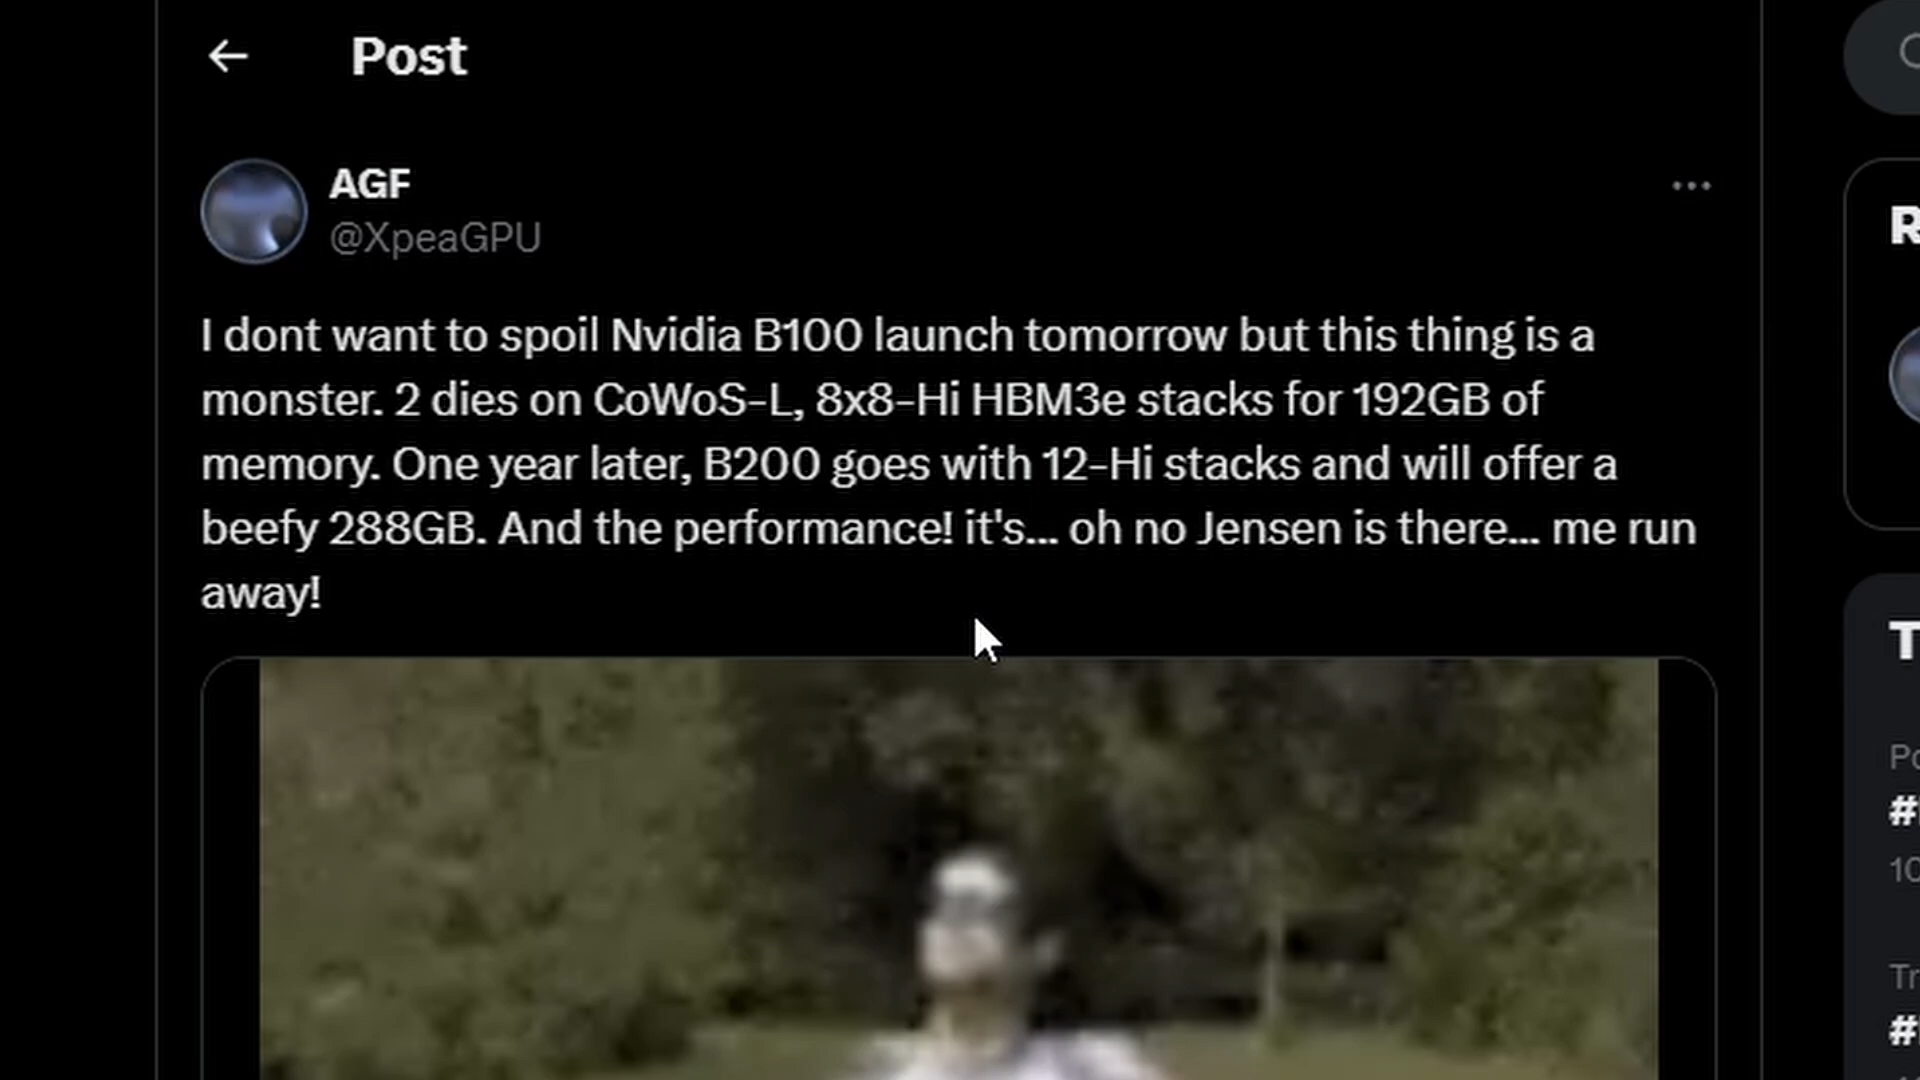 Post
AGF
@XpeaGPU
I dont want to spoil Nvidia B100 launch tomorrow but this thing is a
monster. 2 dies on CoWoS-L, 8x8-Hi HBM3e stacks for 192GB of
memory. One year later, B200 goes with 12-Hi stacks and will offer a
beefy 288GB. And the performance! it's... oh no Jensen is there... me run
away!